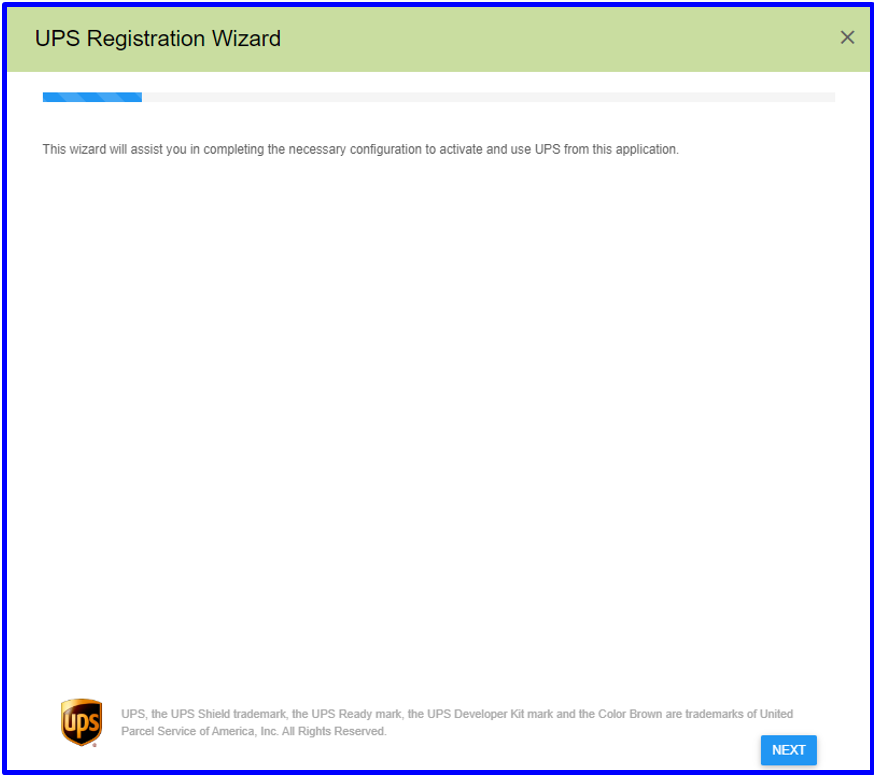 UPS Registration Wizard
This wizard will assist you in completing the necessary configuration to activate and use UPS from this application.
ups
UPS, the UPS Shield trademark, the UPS Ready mark, the UPS Developer Kit mark and the Color Brown are trademarks of United
Parcel Service of America, Inc. All Rights Reserved.
NEXT